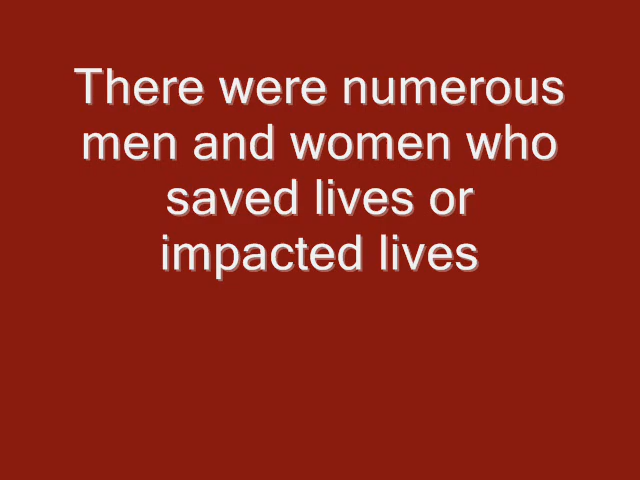 There were numerous
men and women who
saved lives or
impacted lives